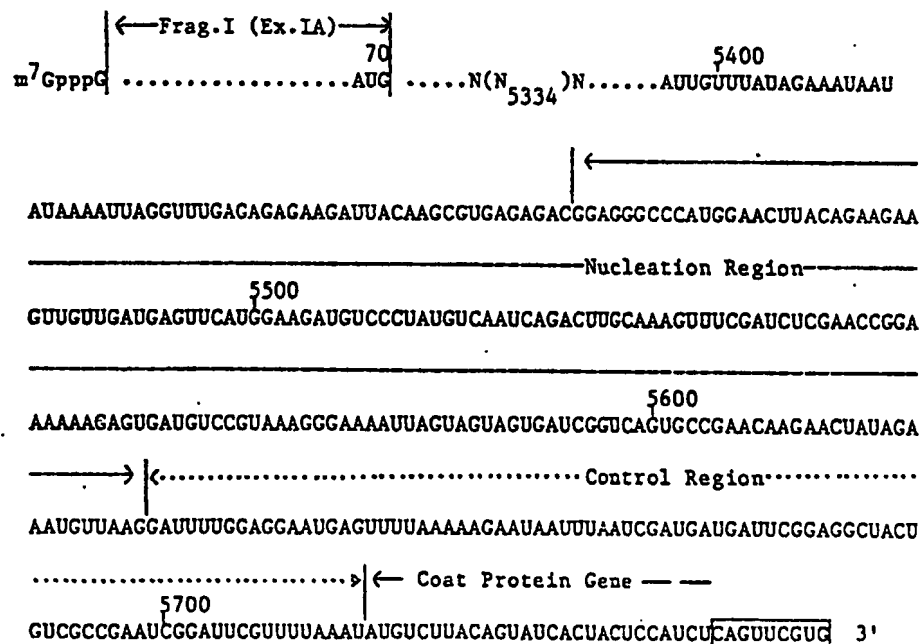 Frag.I (Ex.IA)
70 5400
m7GpppG ..................AUG .....N(N5334)N......AUUGUUUAUAGAAAUAAU
AUAAAAUUAGGUUUGAGAGAGAAGAUUACAAGCGUGAGAGACGGAGGGCCCAUGGAACUUACAGAAGAA
Nucleation Region
5500
GUUGUUGAUGAGUUCAUGGAAGAUGUCCCUAUGUCAAUCAGACUUGCAAAGUUUCGAUCUCGAACCGGA
5600
AAAAAGAGUGAUGUCCGUAAAGGGAAAAUUAGUAGUAGUGAUCGGUCAGUGCCGAACAAGAACUAUAGA
Control Region
AAUGUUAAGGAUUUUGGAGGAAUGAGUUUUAAAAAGAAUAAUUUAAUCGAUGAUGAUUCGGAGGCUACU
Coat Protein Gene
5700
GUCGCCGAAUCGGAUUCGUUUUAAAUAUGUCUUACAGUAUCACUACUCCAUCUCAGUUCGUG 3'